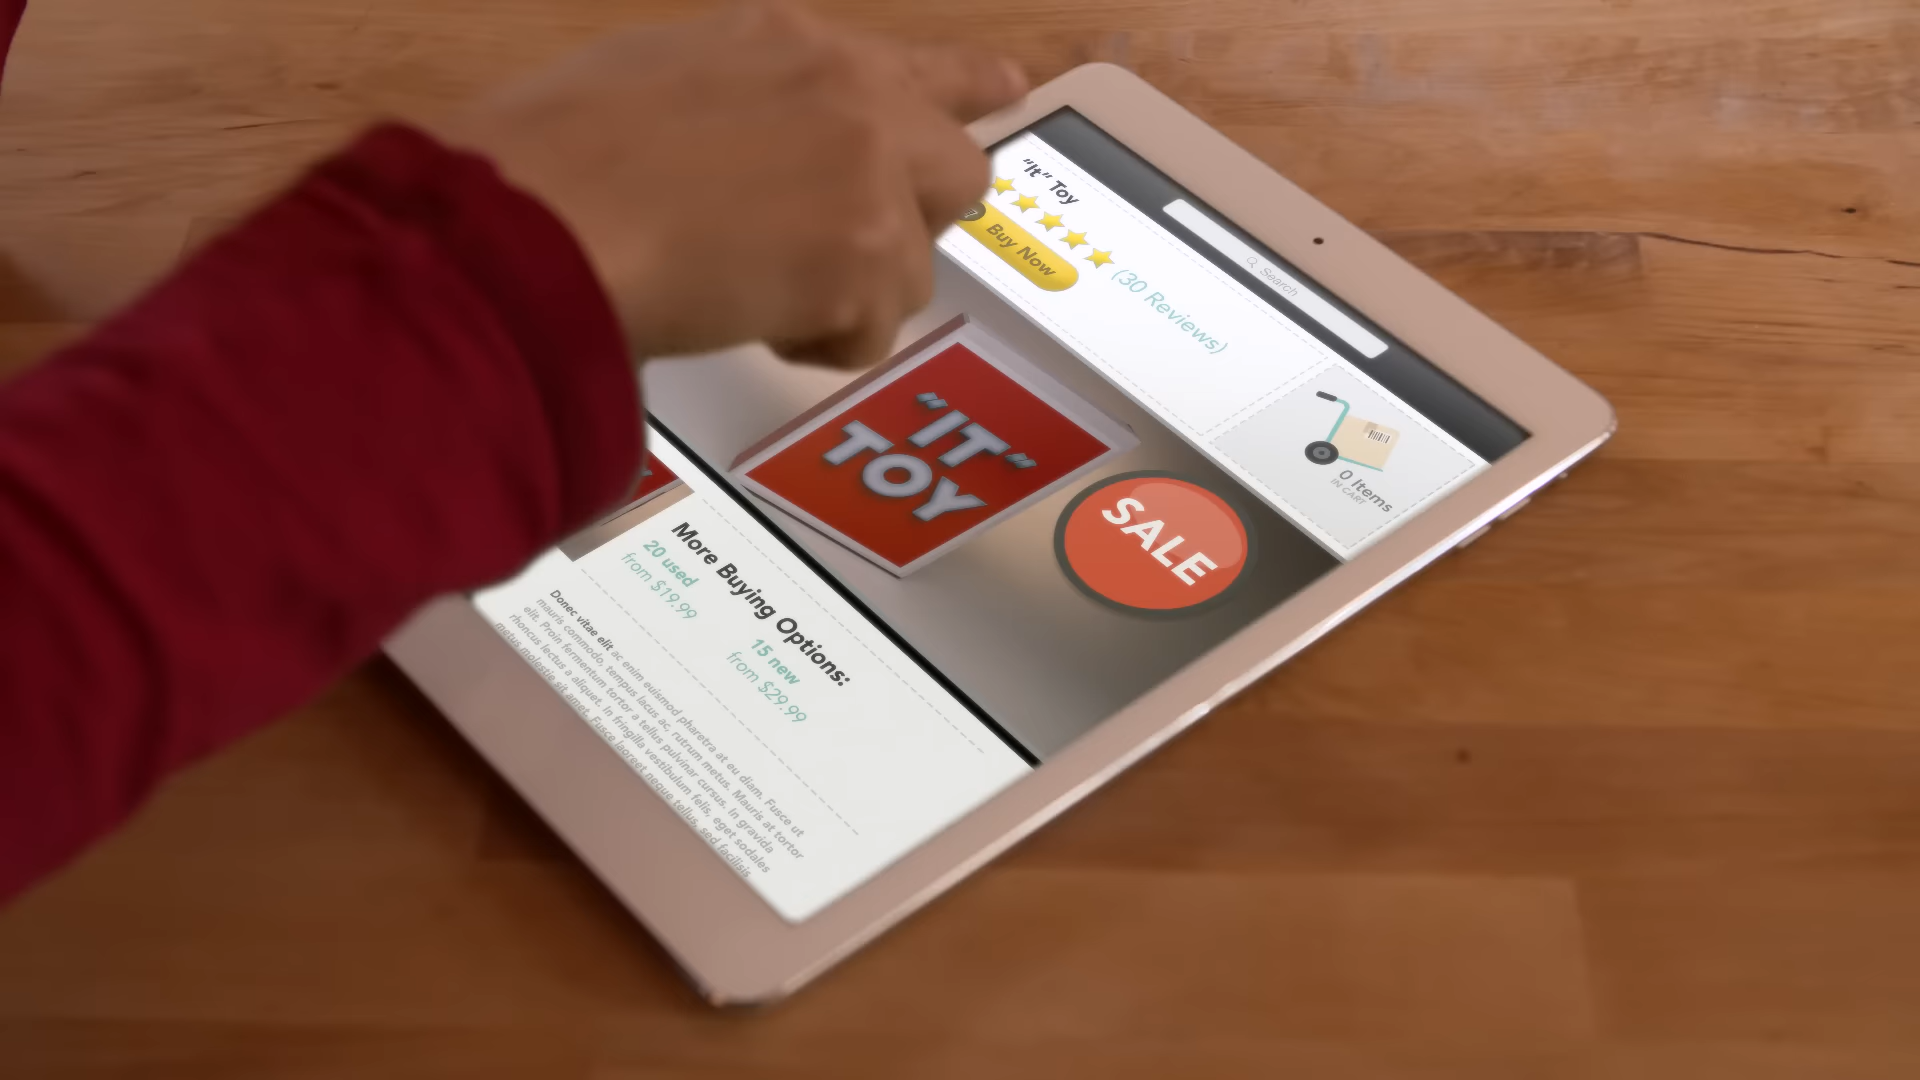 Search
"It" Toy
(30 Reviews)
Buy Now
0 Items
IN CART
"IT"
TOY
SALE
More Buying Options:
20 used
from $19.99
15 new
from $29.99
Donec vitae elit ac enim euismod pharetra at eu diam. Fusce ut
mauris commodo, tempus lacus ac, rutrum metus. Mauris at tortor
elit. Proin fermentum tortor a tellus pulvinar cursus. In gravida
rhoncus lectus a aliquet. In fringilla vestibulum felis, eget sodales
metus molestie sit amet. Fusce laoreet neque tellus, sed facilisis